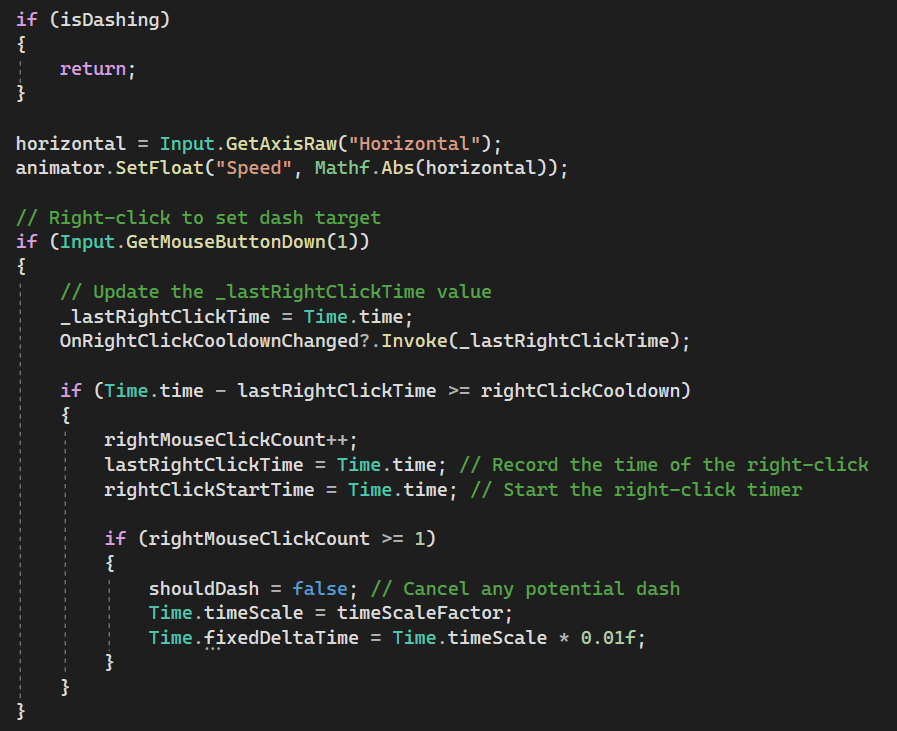 if (isDashing)
{
    return;
}

horizontal = Input.GetAxisRaw("Horizontal");
animator.SetFloat("Speed", Mathf.Abs(horizontal));

// Right-click to set dash target
if (Input.GetMouseButtonDown(1))
{
    // Update the _lastRightClickTime value
    _lastRightClickTime = Time.time;
    OnRightClickCooldownChanged?.Invoke(_lastRightClickTime);

    if (Time.time - lastRightClickTime >= rightClickCooldown)
    {
        rightMouseClickCount++;
        lastRightClickTime = Time.time; // Record the time of the right-click
        rightClickStartTime = Time.time; // Start the right-click timer

        if (rightMouseClickCount >= 1)
        {
            shouldDash = false; // Cancel any potential dash
            Time.timeScale = timeScaleFactor;
            Time.fixedDeltaTime = Time.timeScale * 0.01f;
        }
    }
}